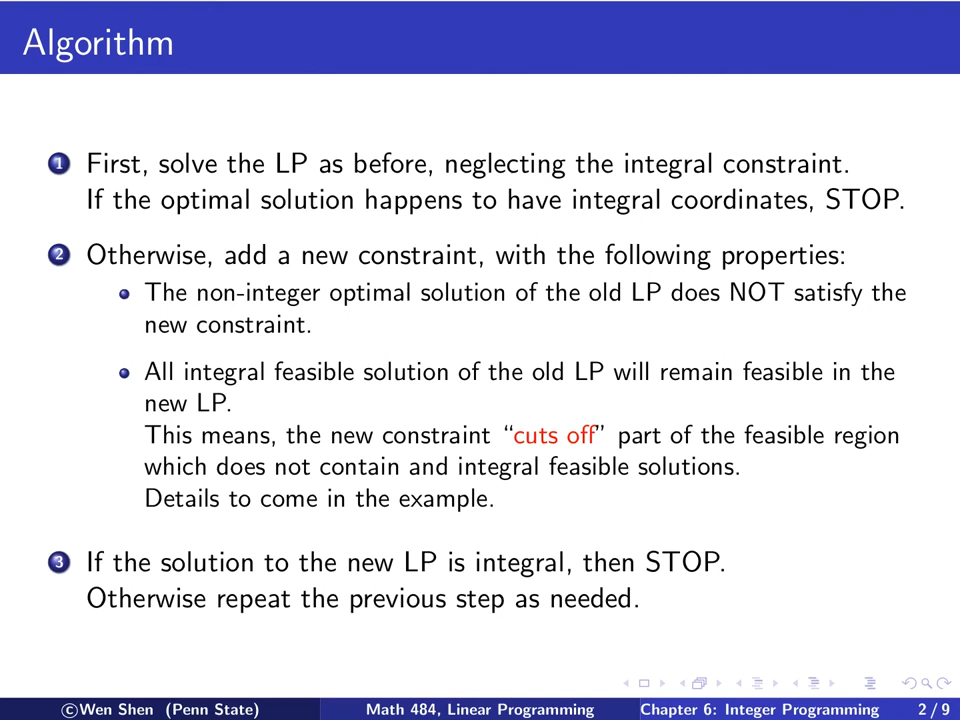 Algorithm
1 First, solve the LP as before, neglecting the integral constraint.
If the optimal solution happens to have integral coordinates, STOP.
2 Otherwise, add a new constraint, with the following properties:
The non-integer optimal solution of the old LP does NOT satisfy the
new constraint.
All integral feasible solution of the old LP will remain feasible in the
new LP.
This means, the new constraint “cuts off” part of the feasible region
which does not contain and integral feasible solutions.
Details to come in the example.
3 If the solution to the new LP is integral, then STOP.
Otherwise repeat the previous step as needed.
©Wen Shen (Penn State) Math 484, Linear Programming Chapter 6: Integer Programming 2 / 9